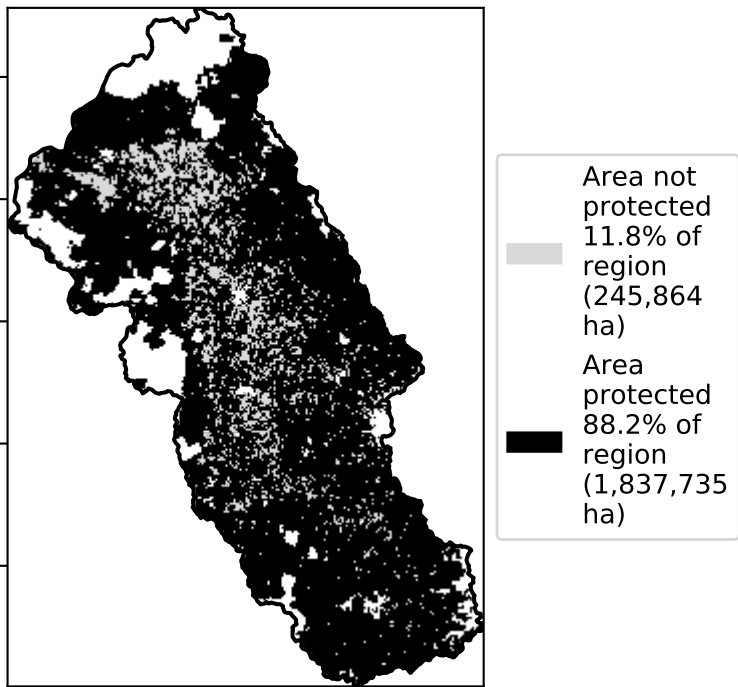 Area not
protected
11.8% of
region
(245,864
ha)
Area
protected
88.2% of
region
(1,837,735
ha)